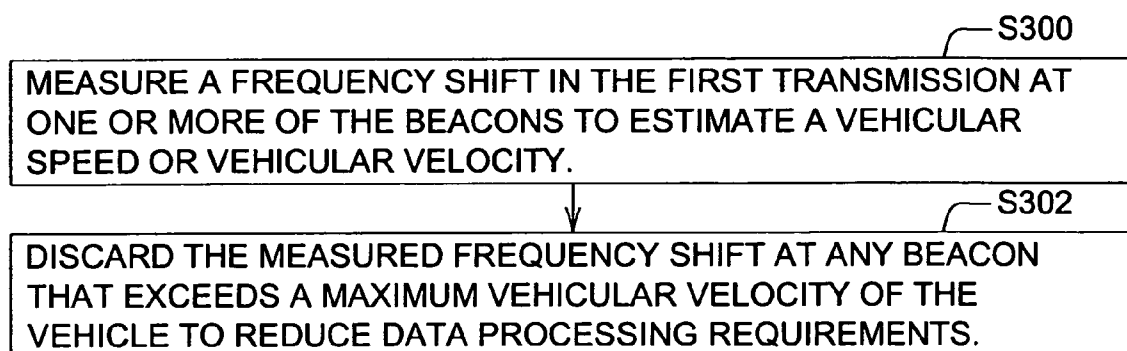 S300
MEASURE A FREQUENCY SHIFT IN THE FIRST TRANSMISSION AT
ONE OR MORE OF THE BEACONS TO ESTIMATE A VEHICULAR
SPEED OR VEHICULAR VELOCITY.
S302
DISCARD THE MEASURED FREQUENCY SHIFT AT ANY BEACON
THAT EXCEEDS A MAXIMUM VEHICULAR VELOCITY OF THE
VEHICLE TO REDUCE DATA PROCESSING REQUIREMENTS.